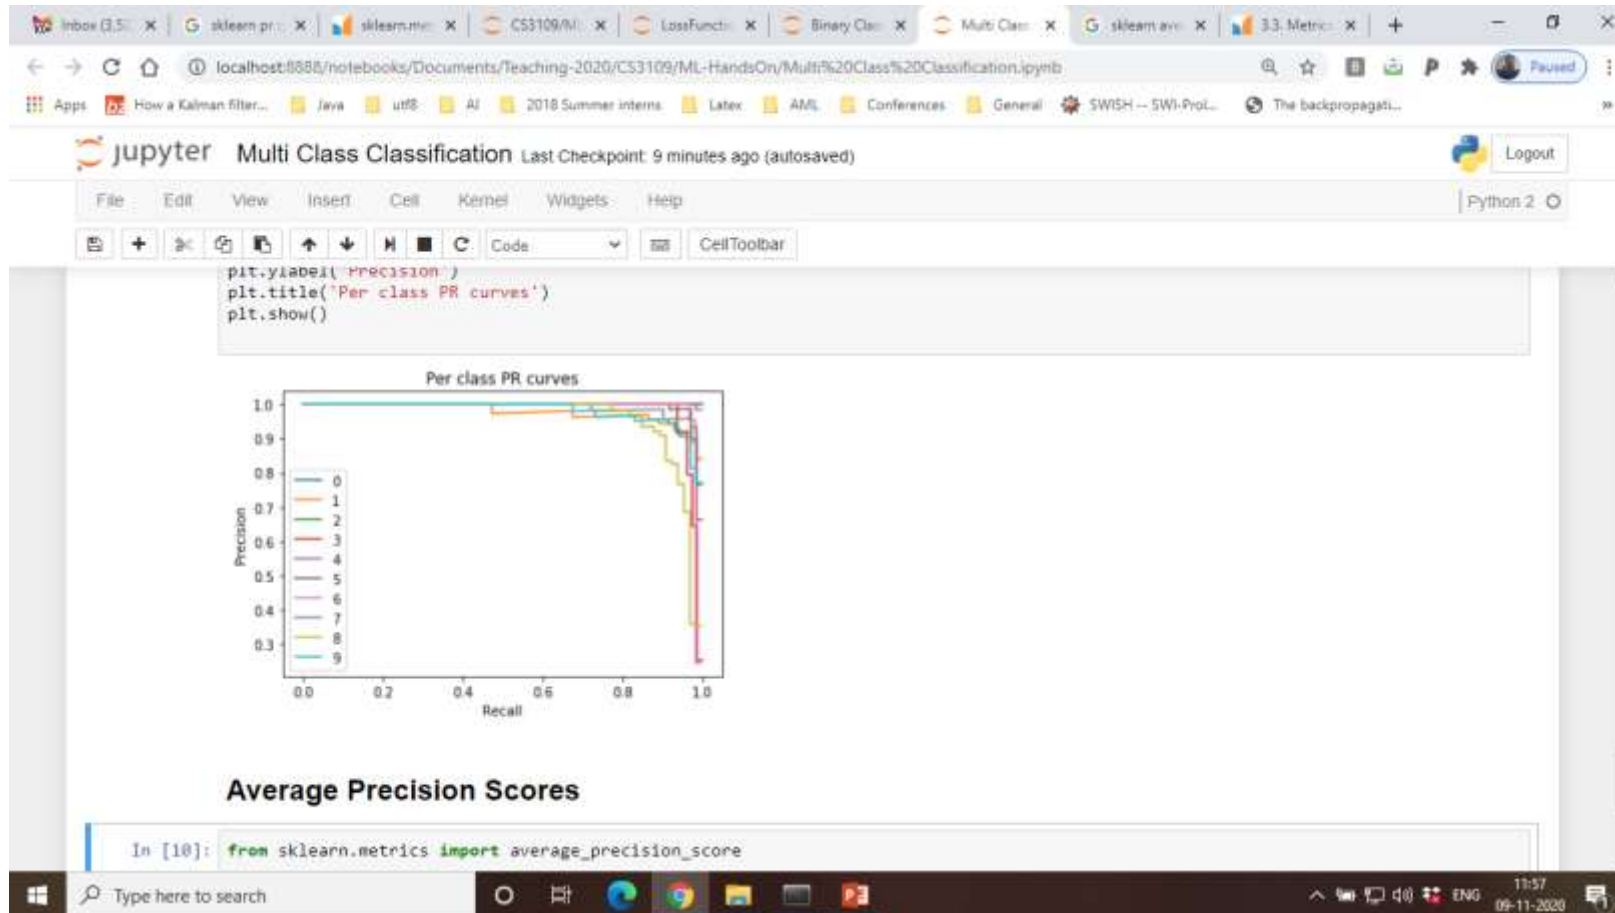 Inbox (3,5
sklearn pr
sklearn.me
CS3109/ML
LossFuncti
Binary Clas
Multi Class
sklearn ave
3.3. Metrics
localhost:8888/notebooks/Documents/Teaching-2020/CS3109/ML-HandsOn/Multi%20Class%20Classification.ipynb
Paused
Apps
How a Kalman filter...
Java
utf8
AI
2018 Summer interns
Latex
AML
Conferences
General
SWISH -- SWI-Prol...
The backpropagati...
»
jupyter Multi Class Classification Last Checkpoint: 9 minutes ago (autosaved)
Logout
File Edit View Insert Cell Kernel Widgets Help
Python 2
Code
CellToolbar
plt.ylabel('Precision')
plt.title('Per class PR curves')
plt.show()
Per class PR curves
1.0
0.9
0.8
0.7
0.6
0.5
0.4
0.3
Precision
0
1
2
3
4
5
6
7
8
9
0.0 0.2 0.4 0.6 0.8 1.0
Recall
Average Precision Scores
In [10]: from sklearn.metrics import average_precision_score
Type here to search
ENG
11:57
09-11-2020